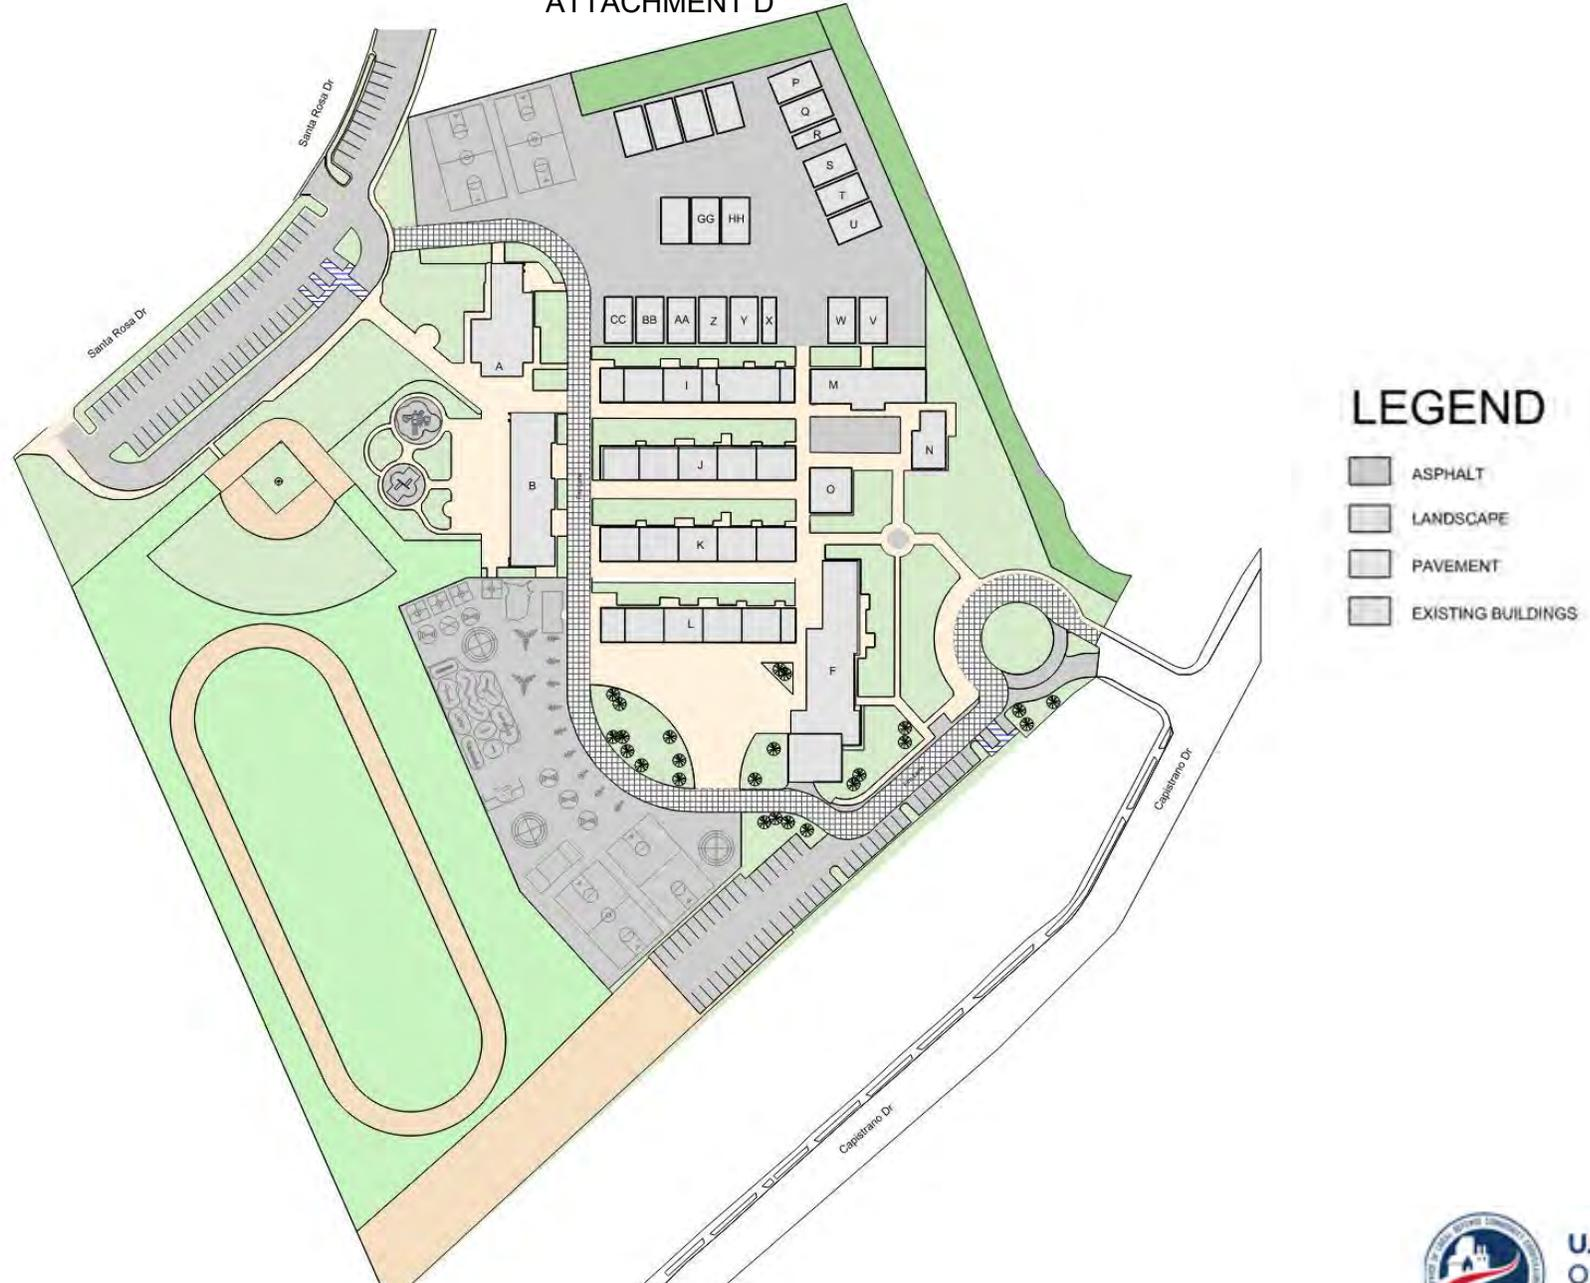 ATTACHMENT D
Santa Rosa Dr
Santa Rosa Dr
P
Q
R
S
T
U
GG HH
CC BB AA Z Y X W V
A
I
M
J
N
B
O
K
L
F
LEGEND
ASPHALT
LANDSCAPE
PAVEMENT
EXISTING BUILDINGS
Capistrano Dr
Capistrano Dr